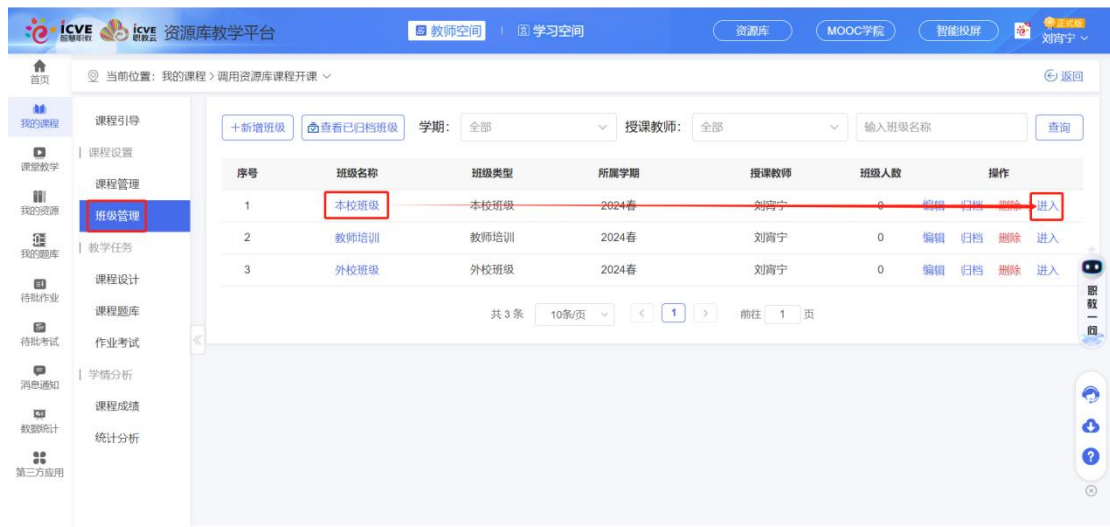 icve 智慧职教 icve 职教云 资源库教学平台 教师空间 学习空间 资源库 MOOC学院 智能投屏 正式版 刘宵宁
首页
当前位置：我的课程 > 调用资源库课程开课 返回
我的课程
课堂教学
我的资源
我的题库
待批作业
待批考试
消息通知
数据统计
第三方应用
课程引导
课程设置
课程管理
班级管理
教学任务
课程设计
课程题库
作业考试
学情分析
课程成绩
统计分析
+新增班级 查看已归档班级 学期： 全部 授课教师： 全部 输入班级名称 查询
序号 班级名称 班级类型 所属学期 授课教师 班级人数 操作
1 本校班级 本校班级 2024春 刘宵宁 0 编辑 归档 删除 进入
2 教师培训 教师培训 2024春 刘宵宁 0 编辑 归档 删除 进入
3 外校班级 外校班级 2024春 刘宵宁 0 编辑 归档 删除 进入
共 3 条 10条/页 < 1 > 前往 1 页
职教一问